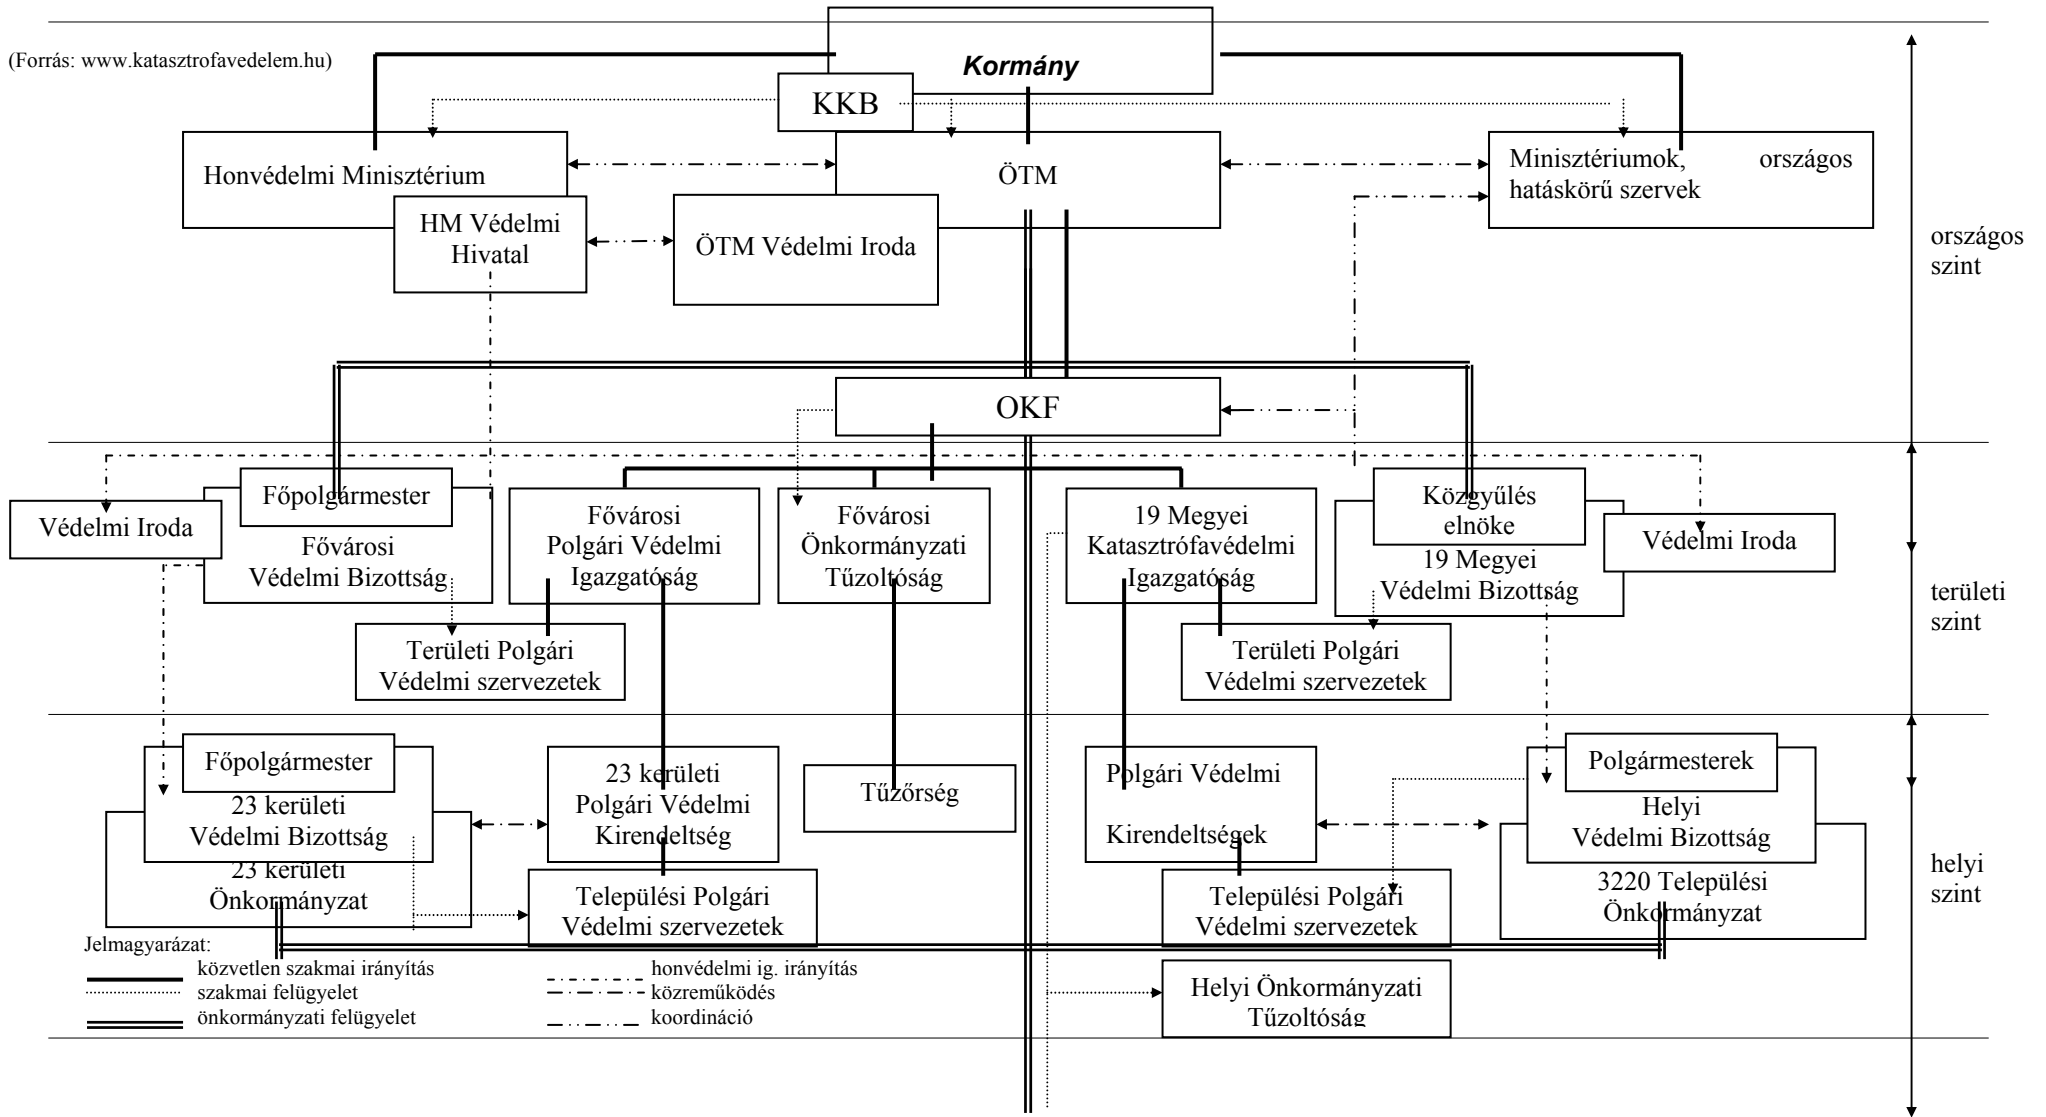 (Forrás: www.katasztrofavedelem.hu)
Kormány
KKB
Honvédelmi Minisztérium
ÖTM
Minisztériumok, országos
hatáskörű szervek
HM Védelmi
Hivatal
ÖTM Védelmi Iroda
országos
szint
OKF
Védelmi Iroda
Főpolgármester
Fővárosi
Védelmi Bizottság
Fővárosi
Polgári Védelmi
Igazgatóság
Fővárosi
Önkormányzati
Tűzoltóság
19 Megyei
Katasztrófavédelmi
Igazgatóság
Közgyűlés
elnöke
19 Megyei
Védelmi Bizottság
Védelmi Iroda
területi
szint
Területi Polgári
Védelmi szervezetek
Területi Polgári
Védelmi szervezetek
Főpolgármester
23 kerületi
Védelmi Bizottság
23 kerületi
Önkormányzat
23 kerületi
Polgári Védelmi
Kirendeltség
Tűzőrség
Polgári Védelmi
Kirendeltségek
Polgármesterek
Helyi
Védelmi Bizottság
3220 Települési
Önkormányzat
helyi
szint
Települési Polgári
Védelmi szervezetek
Települési Polgári
Védelmi szervezetek
Helyi Önkormányzati
Tűzoltóság
Jelmagyarázat:
közvetlen szakmai irányítás
szakmai felügyelet
önkormányzati felügyelet
honvédelmi ig. irányítás
közreműködés
koordináció